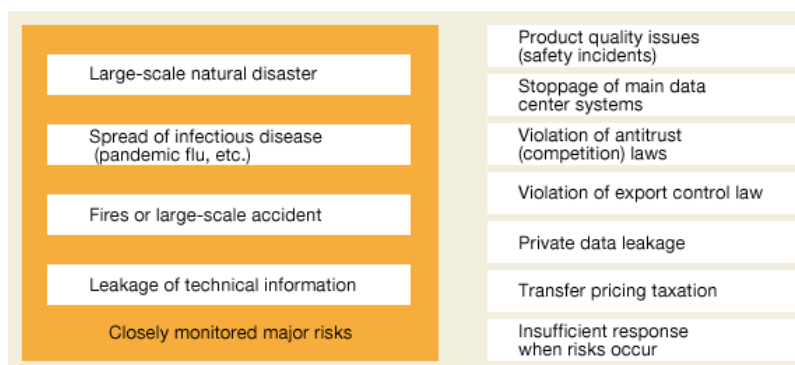 Large-scale natural disaster
Spread of infectious disease
(pandemic flu, etc.)
Fires or large-scale accident
Leakage of technical information
Closely monitored major risks
Product quality issues
(safety incidents)
Stoppage of main data
center systems
Violation of antitrust
(competition) laws
Violation of export control law
Private data leakage
Transfer pricing taxation
Insufficient response
when risks occur